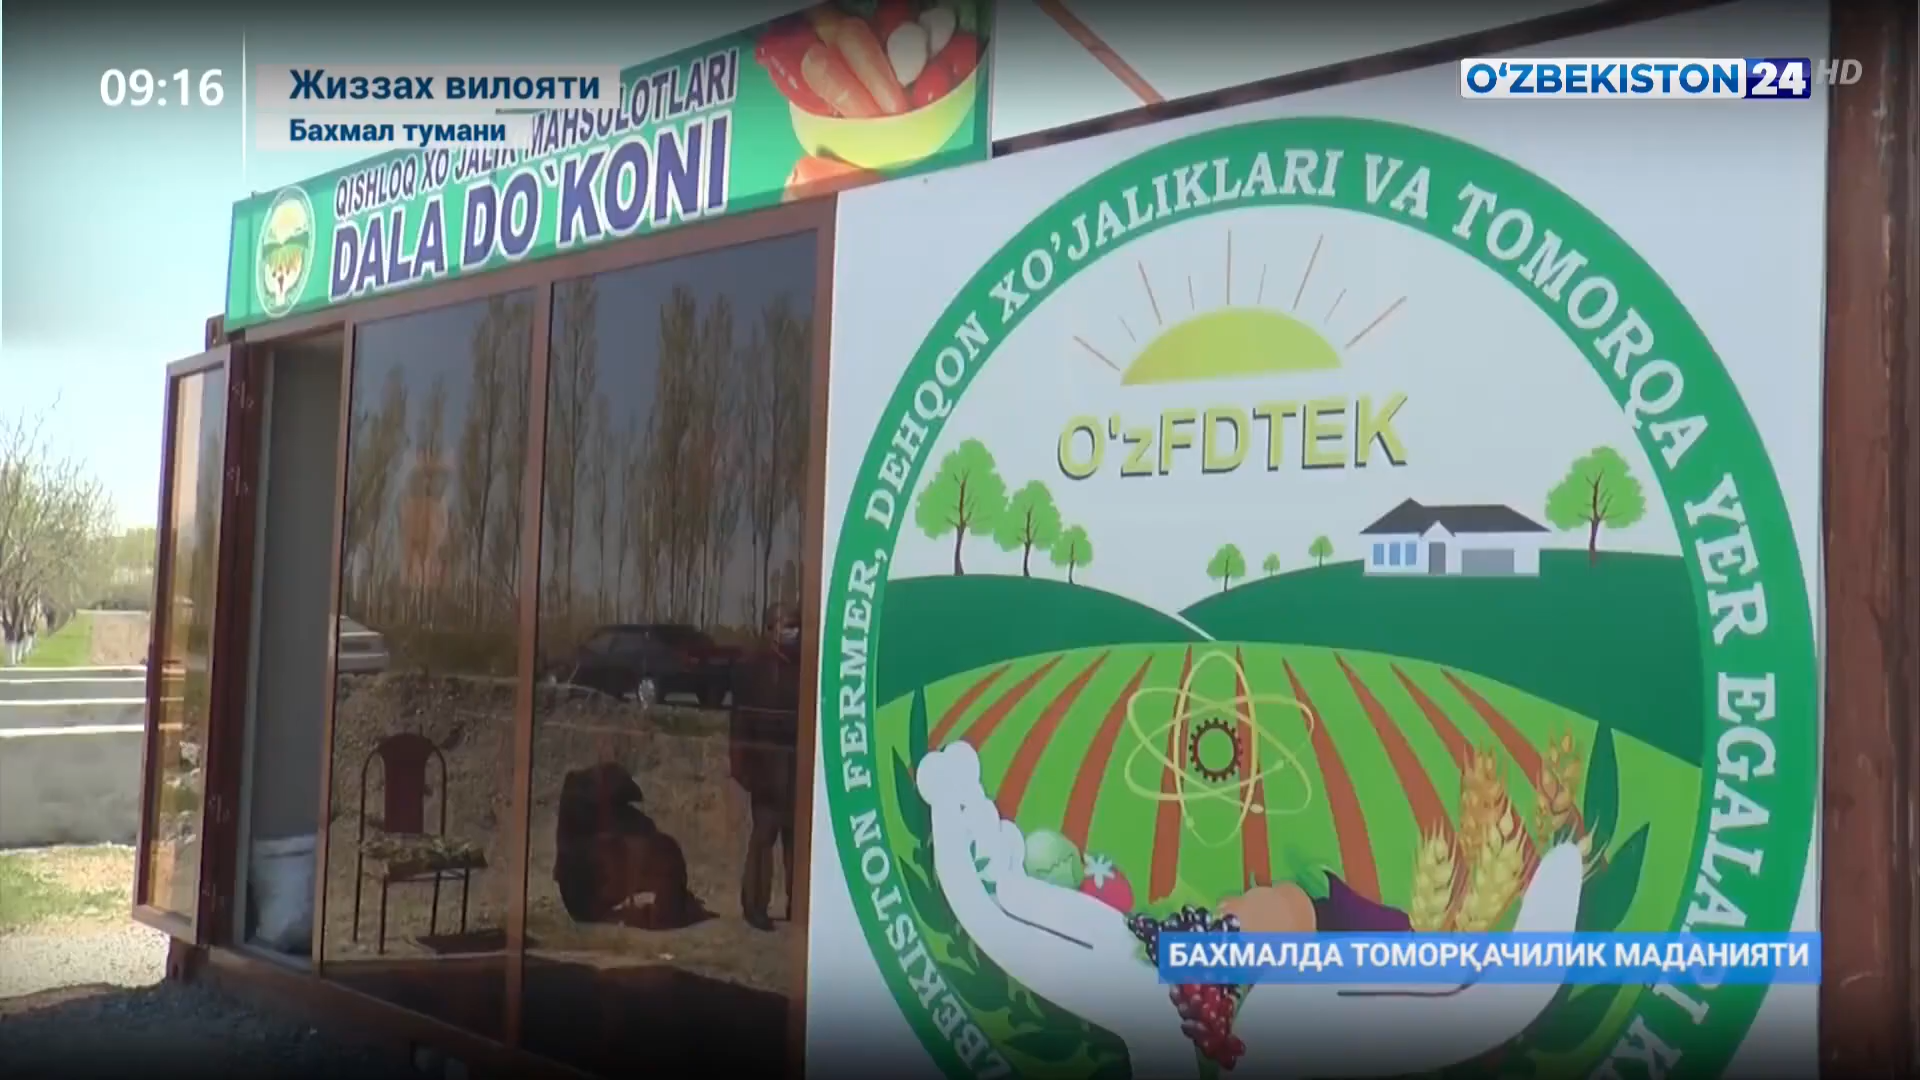 09:16
Жиззах вилояти
Бахмал тумани
O‘ZBEKISTON 24 HD
QISHLOQ XO`JALIK MAHSULOTLARI
DALA DO`KONI
O'ZBEKISTON FERMER, DEHQON XO’JALIKLARI VA TOMORQA YER EGALARI K
O'zFDTEK
БАХМАЛДА ТОМОРҚАЧИЛИК МАДАНИЯТИ